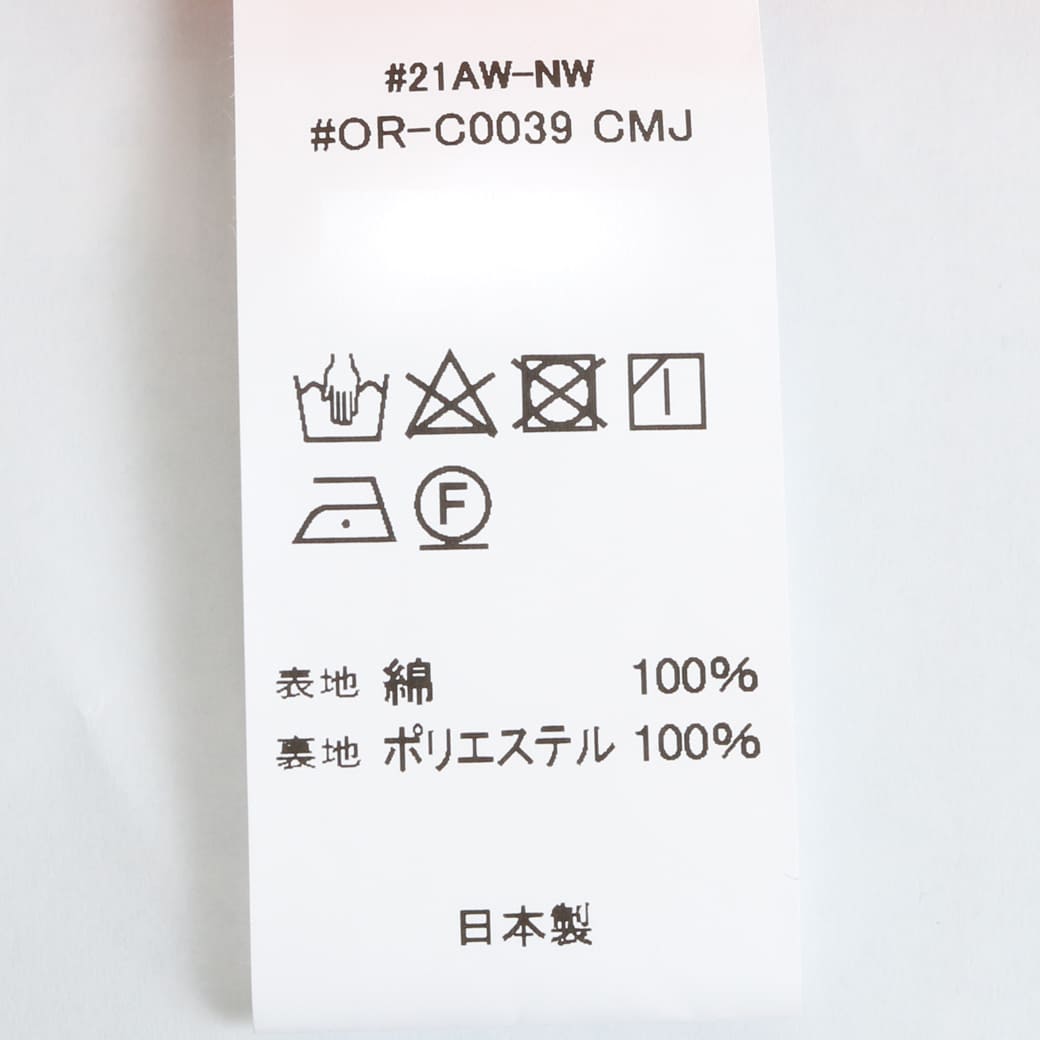 #21AW-NW
#OR-C0039 CMJ
F
表地 綿 100%
裏地 ポリエステル 100%
日本製